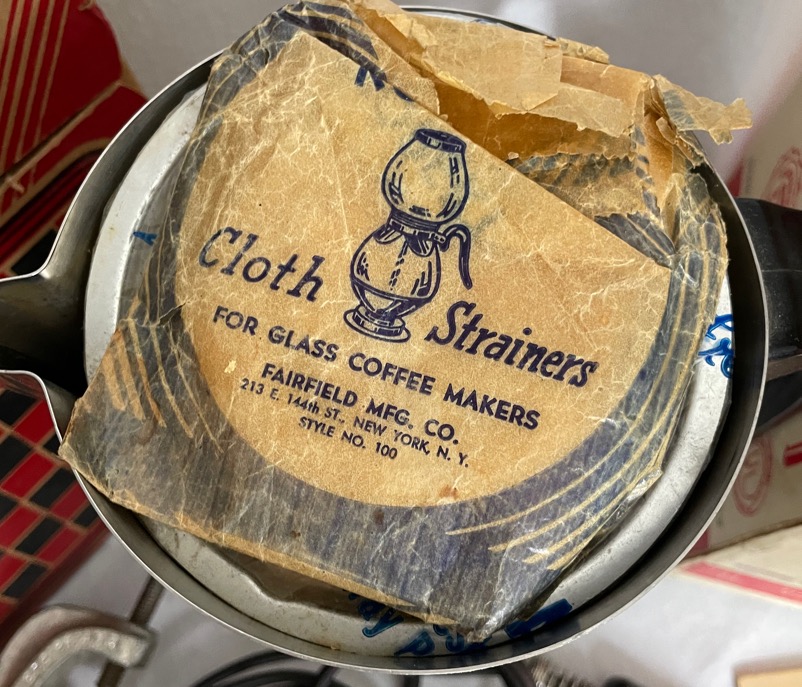 Cloth
Strainers
FOR GLASS COFFEE MAKERS
FAIRFIELD MFG. CO.
213 E. 144th ST., NEW YORK, N. Y.
STYLE NO. 100